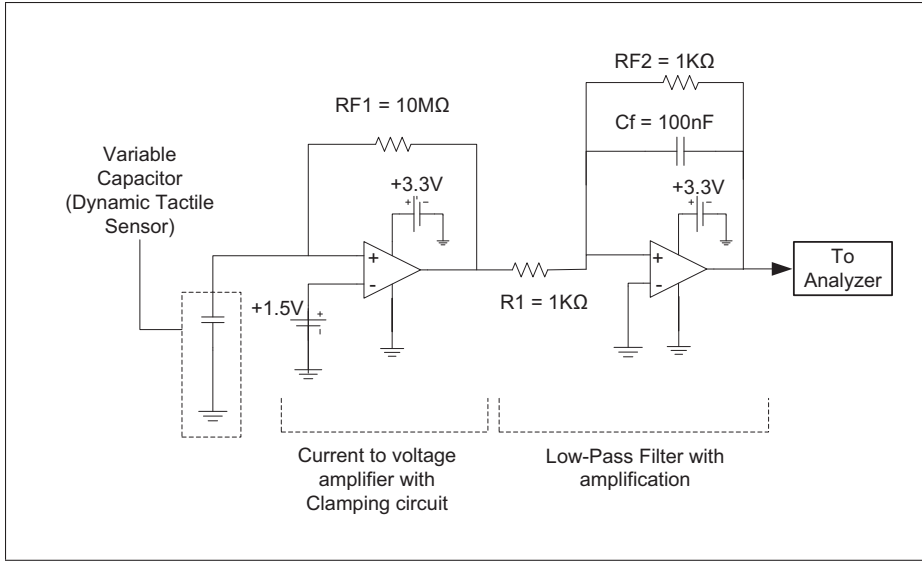 RF2 = 1KΩ
RF1 = 10MΩ
Cf = 100nF
Variable
Capacitor
(Dynamic Tactile
Sensor)
+3.3V
+ -
+3.3V
+ -
+
-
+
-
To
Analyzer
+1.5V
+
-
R1 = 1KΩ
Current to voltage
amplifier with
Clamping circuit
Low-Pass Filter with
amplification